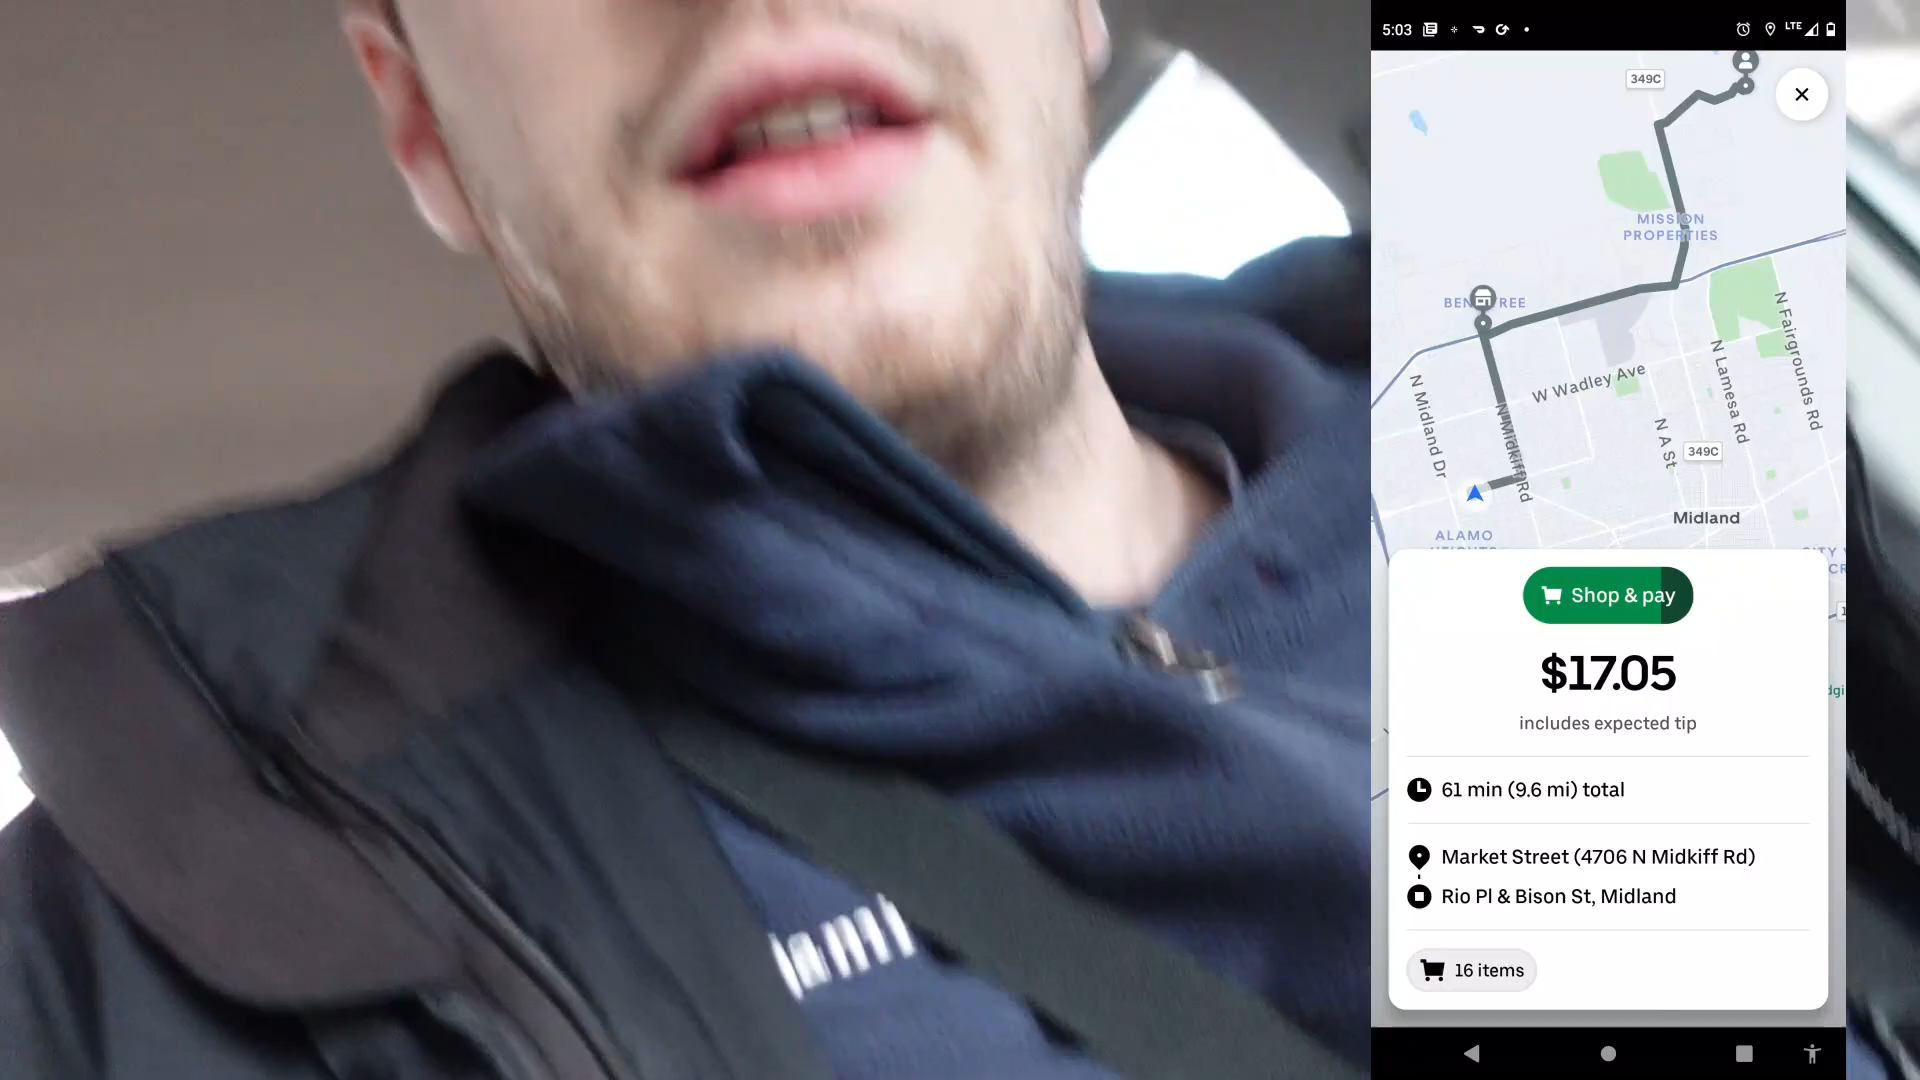 5:03
LTE
349C
MISSION
PROPERTIES
W Wadley Ave
N Midland Dr
N Midkiff Rd
N Lamesa Rd
N Fairgrounds Rd
N A St
349C
Midland
ALAMO
Shop & pay
$17.05
includes expected tip
61 min (9.6 mi) total
Market Street (4706 N Midkiff Rd)
Rio Pl & Bison St, Midland
16 items